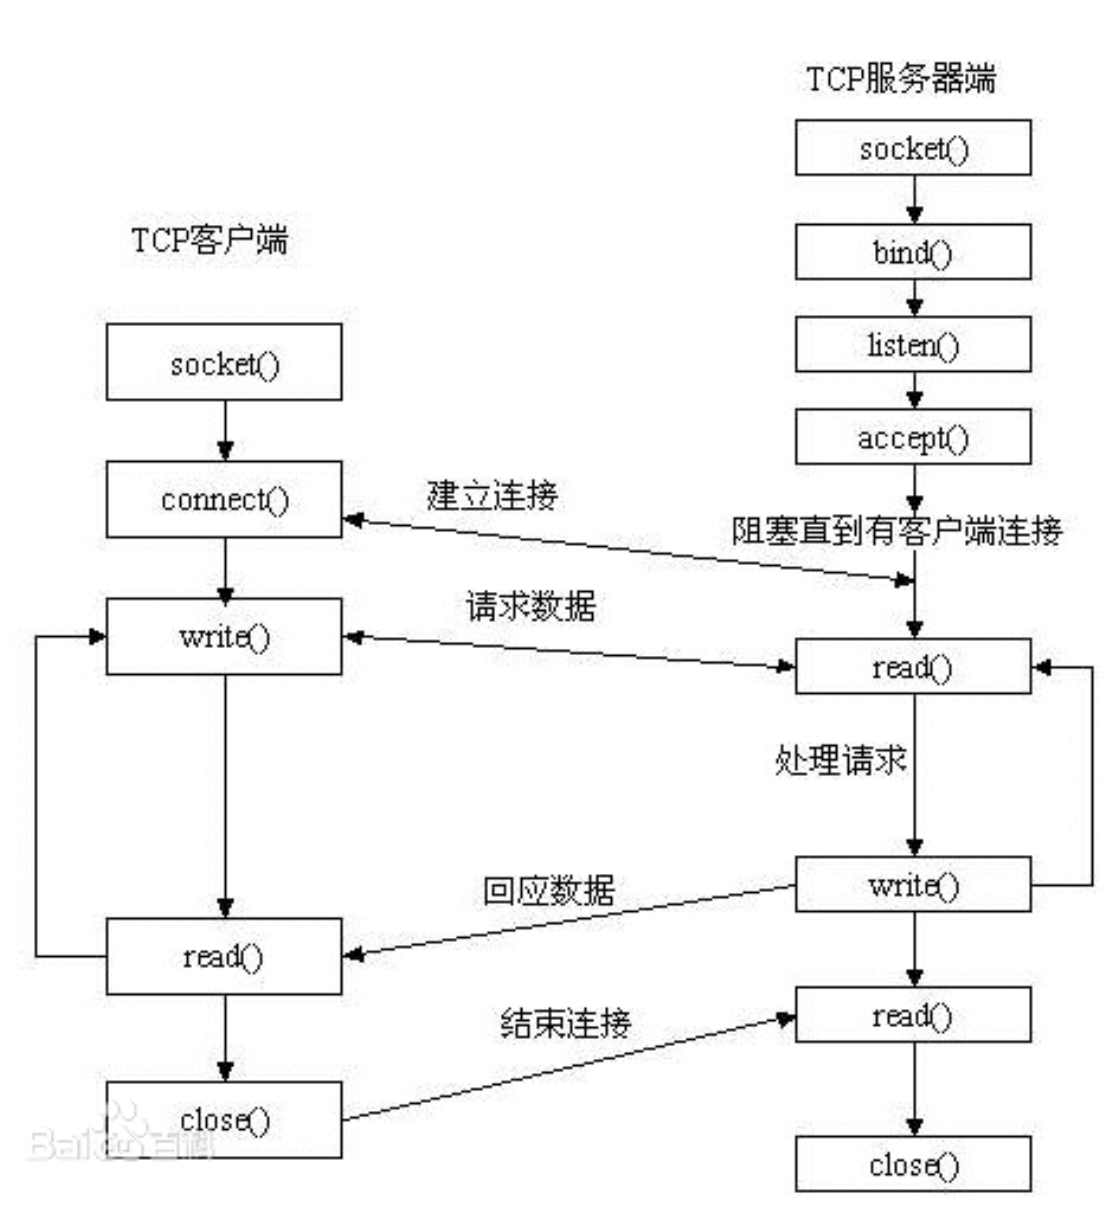 TCP服务器端
socket()
bind()
TCP客户端
listen()
socket()
accept()
connect()
建立连接
阻塞直到有客户端连接
请求数据
write()
read()
处理请求
write()
回应数据
read()
read()
结束连接
close()
Baidu百科
close()